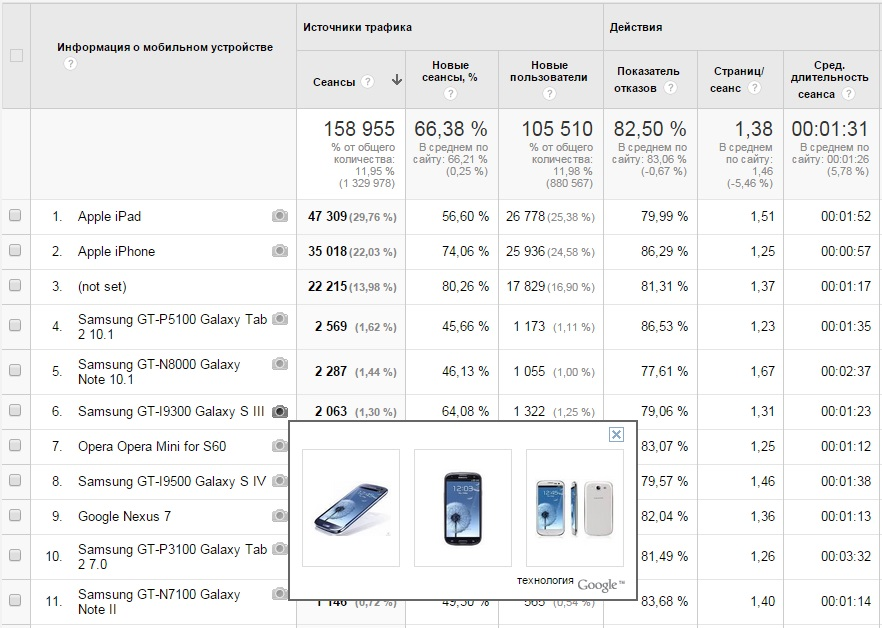 Информация о мобильном устройстве
?
Источники трафика
Действия
Сеансы ?
Новые сеансы, %
?
Новые пользователи
?
Показатель отказов ?
Страниц/ сеанс ?
Сред. длительность сеанса ?
158 955
% от общего количества: 11,95 % (1 329 978)
66,38 %
В среднем по сайту: 66,21 % (0,25 %)
105 510
% от общего количества: 11,98 % (880 567)
82,50 %
В среднем по сайту: 83,06 % (-0,67 %)
1,38
В среднем по сайту: 1,46 (-5,46 %)
00:01:31
В среднем по сайту: 00:01:26 (5,78 %)
1. Apple iPad 47 309 (29,76 %) 56,60 % 26 778 (25,38 %) 79,99 % 1,51 00:01:52
2. Apple iPhone 35 018 (22,03 %) 74,06 % 25 936 (24,58 %) 86,29 % 1,25 00:00:57
3. (not set) 22 215 (13,98 %) 80,26 % 17 829 (16,90 %) 81,31 % 1,37 00:01:17
4. Samsung GT-P5100 Galaxy Tab 2 10.1 2 569 (1,62 %) 45,66 % 1 173 (1,11 %) 86,53 % 1,23 00:01:35
5. Samsung GT-N8000 Galaxy Note 10.1 2 287 (1,44 %) 46,13 % 1 055 (1,00 %) 77,61 % 1,67 00:02:37
6. Samsung GT-I9300 Galaxy S III 2 063 (1,30 %) 64,08 % 1 322 (1,25 %) 79,06 % 1,31 00:01:23
7. Opera Opera Mini for S60 83,07 % 1,25 00:01:12
8. Samsung GT-I9500 Galaxy S IV 79,57 % 1,46 00:01:38
9. Google Nexus 7 82,04 % 1,36 00:01:13
10. Samsung GT-P3100 Galaxy Tab 2 7.0 81,49 % 1,26 00:03:32
11. Samsung GT-N7100 Galaxy Note II 1 146 (0,72 %) 49,30 % 565 (0,54 %) 83,68 % 1,40 00:01:14
12:03
12:45
технология Google™